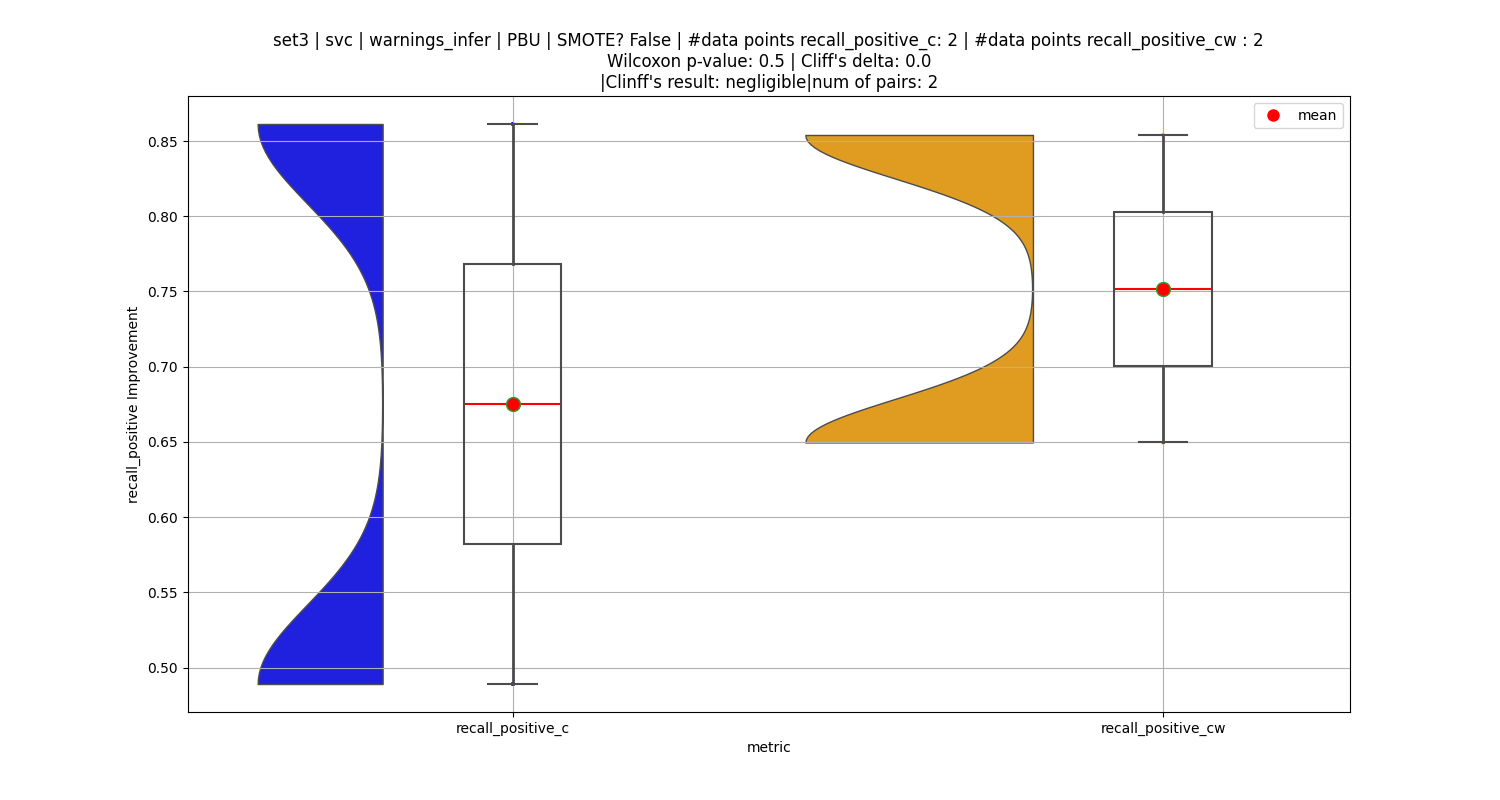 set3 | svc | warnings_infer | PBU | SMOTE? False | #data points recall_positive_c: 2 | #data points recall_positive_cw : 2
Wilcoxon p-value: 0.5 | Cliff's delta: 0.0
|Clinff's result: negligible|num of pairs: 2
mean
0.85
0.80
0.75
0.70
0.65
0.60
0.55
0.50
recall_positive Improvement
recall_positive_c
recall_positive_cw
metric